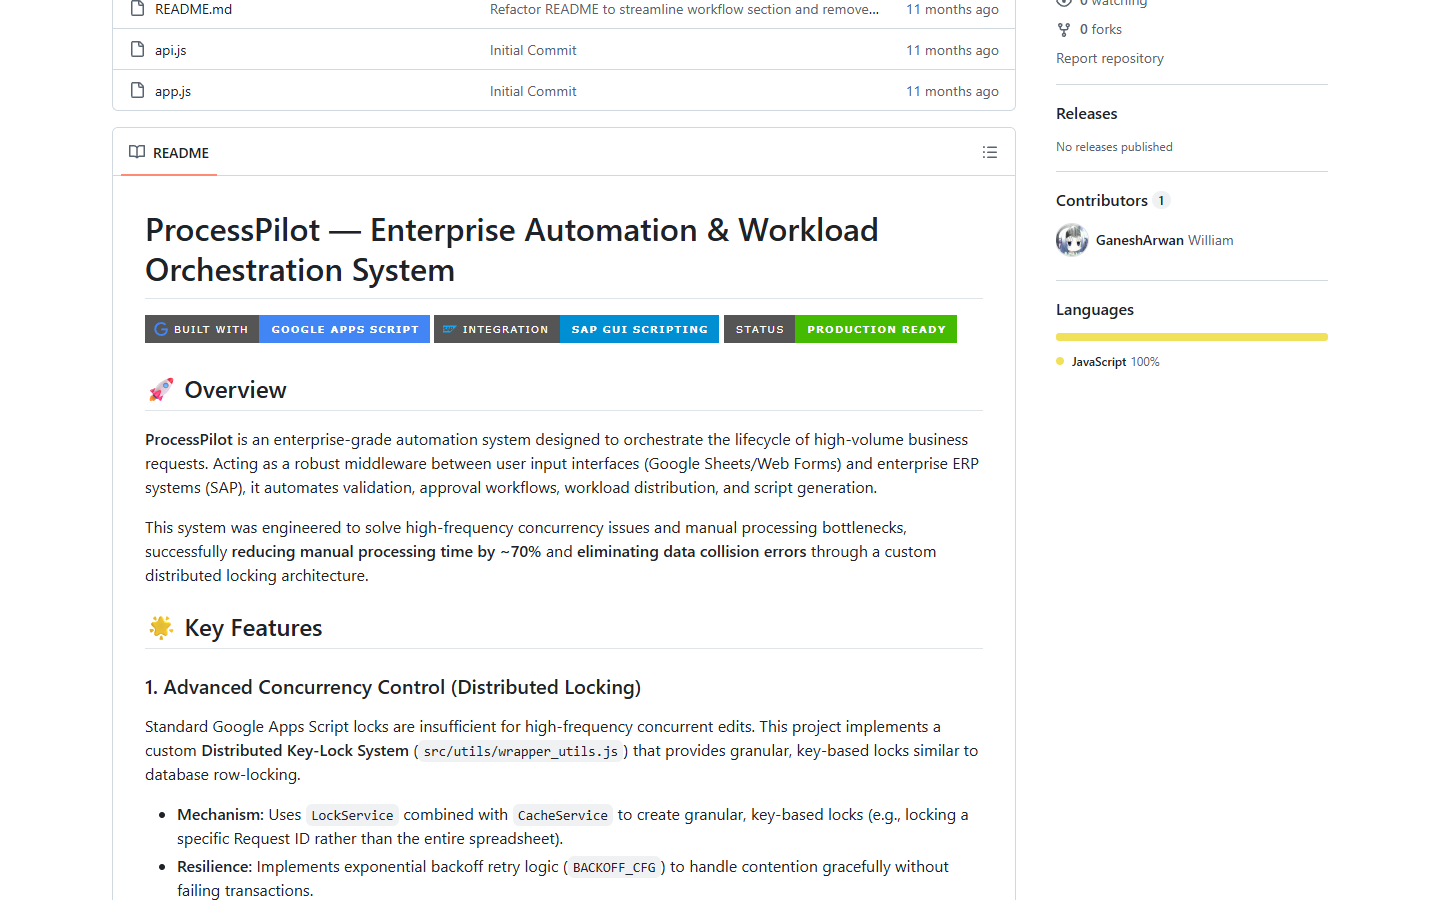 README.md Refactor README to streamline workflow section and remove... 11 months ago
api.js Initial Commit 11 months ago
app.js Initial Commit 11 months ago
README
ProcessPilot — Enterprise Automation & Workload
Orchestration System
BUILT WITH GOOGLE APPS SCRIPT INTEGRATION SAP GUI SCRIPTING STATUS PRODUCTION READY
🚀 Overview
ProcessPilot is an enterprise-grade automation system designed to orchestrate the lifecycle of high-volume business
requests. Acting as a robust middleware between user input interfaces (Google Sheets/Web Forms) and enterprise ERP
systems (SAP), it automates validation, approval workflows, workload distribution, and script generation.
This system was engineered to solve high-frequency concurrency issues and manual processing bottlenecks,
successfully reducing manual processing time by ~70% and eliminating data collision errors through a custom
distributed locking architecture.
🌟 Key Features
1. Advanced Concurrency Control (Distributed Locking)
Standard Google Apps Script locks are insufficient for high-frequency concurrent edits. This project implements a
custom Distributed Key-Lock System (src/utils/wrapper_utils.js) that provides granular, key-based locks similar to
database row-locking.
• Mechanism: Uses LockService combined with CacheService to create granular, key-based locks (e.g., locking a
specific Request ID rather than the entire spreadsheet).
• Resilience: Implements exponential backoff retry logic (BACKOFF_CFG) to handle contention gracefully without
failing transactions.
0 watching
0 forks
Report repository
Releases
No releases published
Contributors 1
GaneshArwan William
Languages
JavaScript 100%